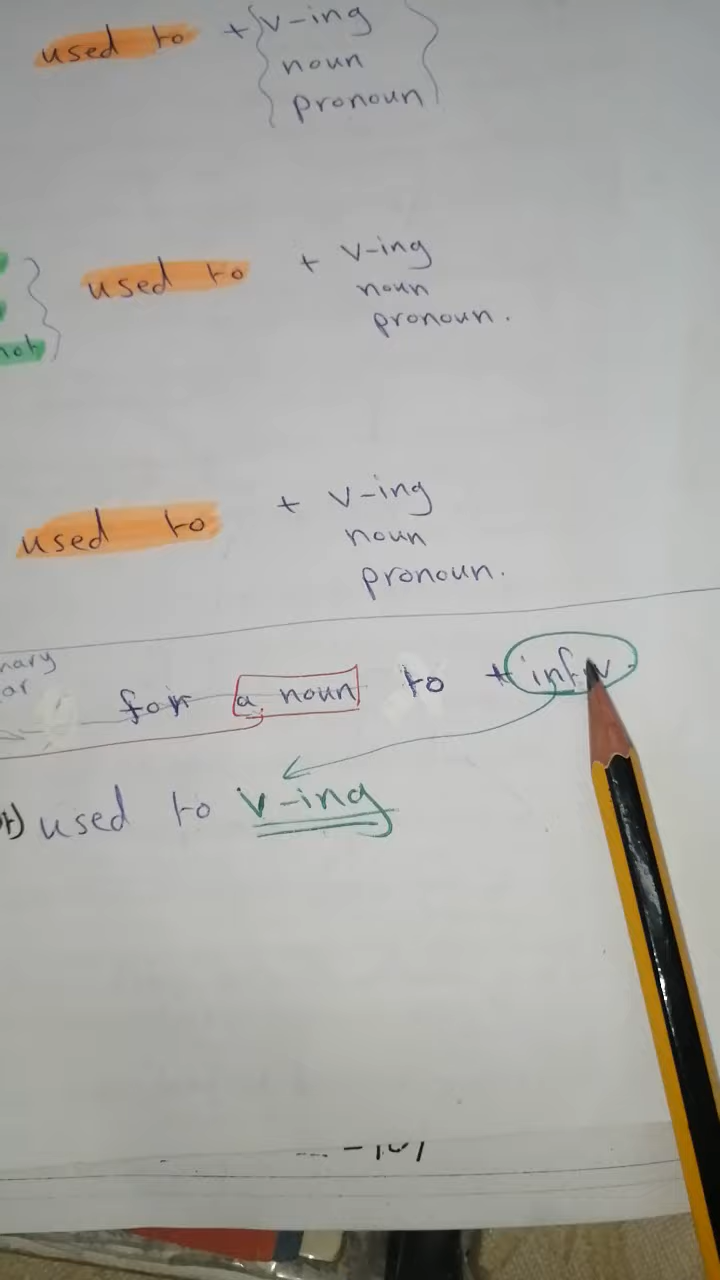 used to + v-ing
noun
pronoun
not
used to + v-ing
noun
pronoun.
used to + v-ing
noun
pronoun.
for a noun to + inf v.
used to v-ing